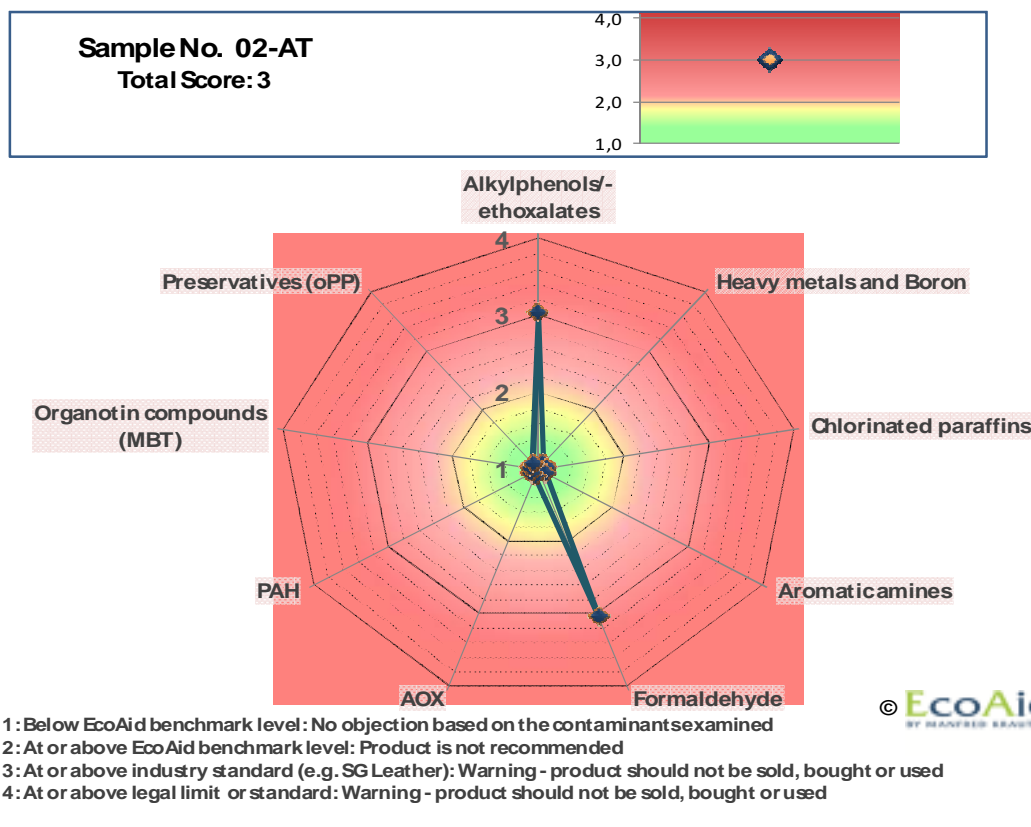 Sample No. 02-AT
Total Score: 3
4,0
3,0
2,0
1,0
Alkylphenols/-
ethoxalates
4
Preservatives (oPP)
Heavy metals and Boron
3
2
Organotin compounds
(MBT)
Chlorinated paraffins
1
PAH
Aromatic amines
AOX
Formaldehyde
© EcoAid
1: Below EcoAid benchmark level: No objection based on the contaminants examined
2: At or above EcoAid benchmark level: Product is not recommended
3: At or above industry standard (e.g. SG Leather): Warning - product should not be sold, bought or used
4: At or above legal limit or standard: Warning - product should not be sold, bought or used